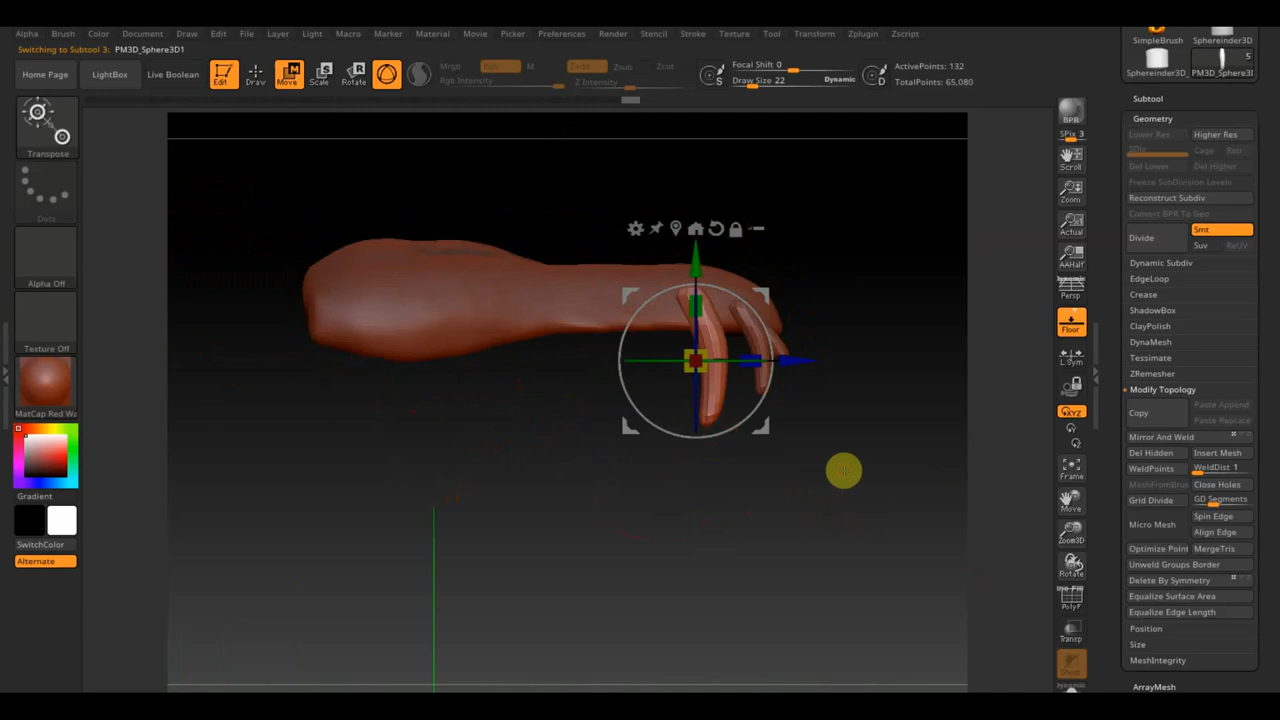 SimpleBrush
Sphereinder3D
Alpha Brush Color Document Draw Edit File Layer Light Macro Marker Material Movie Picker Preferences Render Stencil Stroke Texture Tool Transform Zplugin Zscript
Switching to Subtool 3: PM3D_Sphere3D1
Sphereinder3D_ PM3D_Sphere3D
5
Home Page LightBox Live Boolean Edit Draw Move Scale Rotate
Mrgb Rgb M Zadd Zsub Zcut
Rgb Intensity Z Intensity
S
Focal Shift 0
Draw Size 22 Dynamic
D
ActivePoints: 132
TotalPoints: 65,080
Transpose
Dots
Alpha Off
Texture Off
MatCap Red Wa
Gradient
SwitchColor
Alternate
BPR
SPix 3
Scroll
Zoom
Actual
AAHalf
Dynamic
Persp
Floor
L.Sym
XYZ
Y
Z
Frame
Move
Zoom3D
Rotate
Line Fill
PolyF
Transp
Dynamic
Subtool
Geometry
Lower Res Higher Res
SDiv Cage Rstr
Del Lower Del Higher
Freeze SubDivision Levels
Reconstruct Subdiv
Convert BPR To Geo
Divide Smt
Suv ReUV
Dynamic Subdiv
EdgeLoop
Crease
ShadowBox
ClayPolish
DynaMesh
Tessimate
ZRemesher
Modify Topology
Copy Paste Append
Paste Replace
Mirror And Weld
Del Hidden Insert Mesh
WeldPoints WeldDist 1
MeshFromBrus Close Holes
Grid Divide GD Segments
Micro Mesh Spin Edge
Align Edge
Optimize Point MergeTris
Unweld Groups Border
Delete By Symmetry
Equalize Surface Area
Equalize Edge Length
Position
Size
MeshIntegrity
ArrayMesh